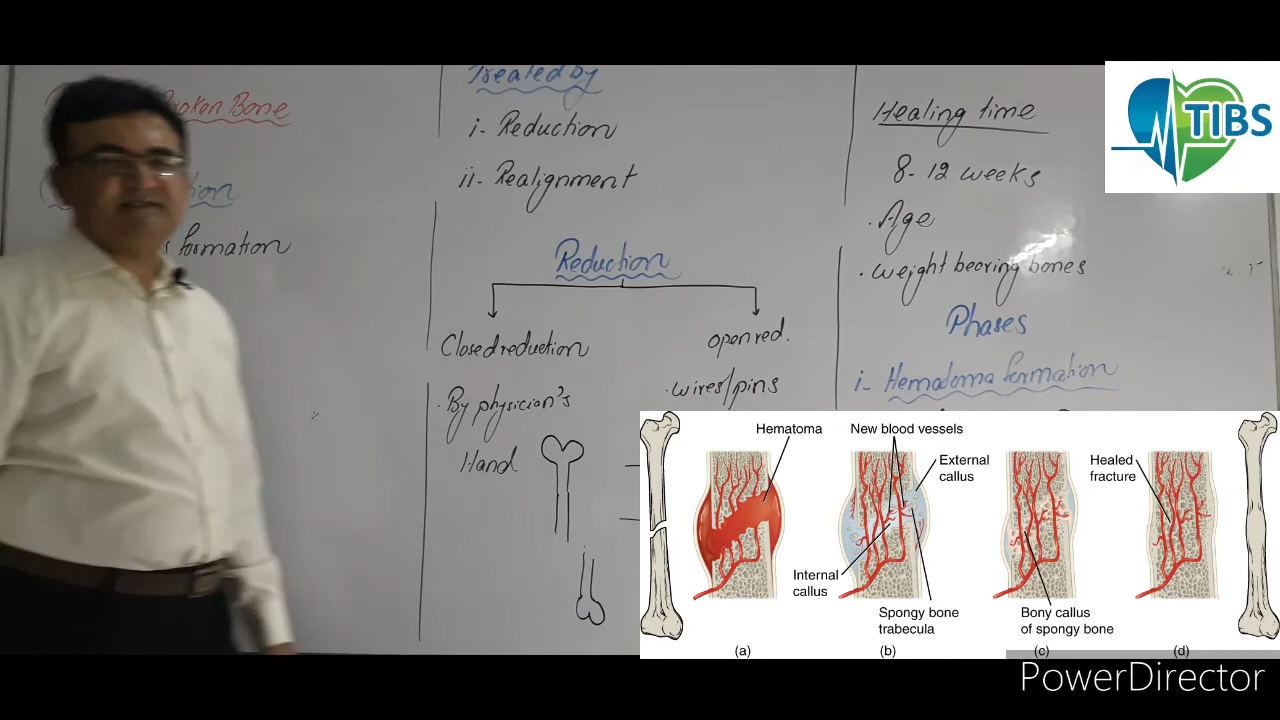 Broken Bone
ion
s formation
Treated by
i- Reduction
ii- Realignment
Reduction
Closed reduction
open red.
· By physician's
Hand
· wires/pins
Healing time
8-12 weeks
· Age
· weight bearing bones
Phases
i- Hematoma formation
TIBS
Hematoma
New blood vessels
External
callus
Healed
fracture
Internal
callus
Spongy bone
trabecula
Bony callus
of spongy bone
(a)
(b)
(c)
(d)
PowerDirector